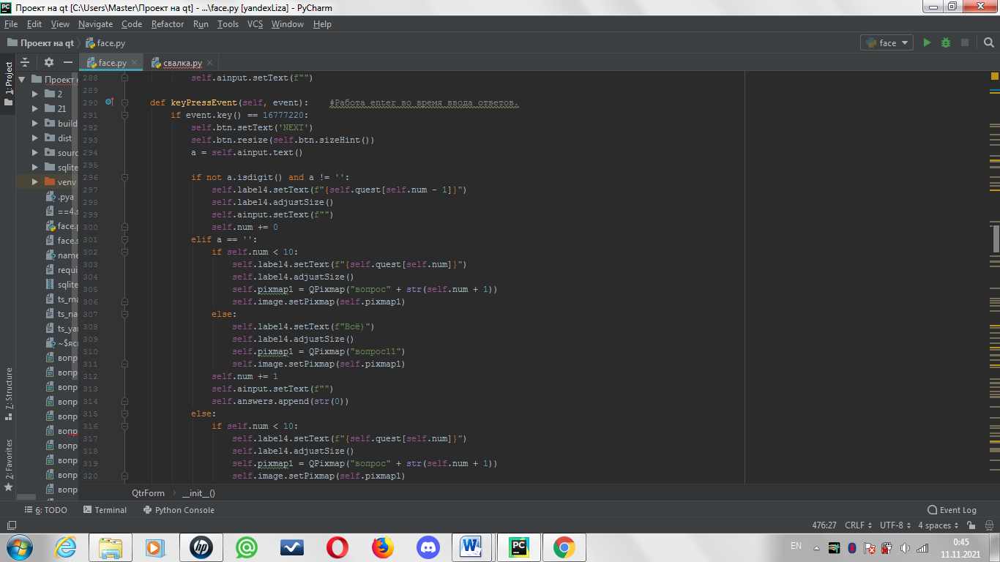 Проект на qt [C:\Users\Master\Проект на qt] - ...\face.py [yandexLiza] - PyCharm
File Edit View Navigate Code Refactor Run Tools VCS Window Help
Проект на qt face.py face
face.py свалка.py
1: Project
7: Structure
2: Favorites
Проект н
2
21
build
dist
sourc
sqlite
venv
.pya
==4.s
face.p
face.s
name
requi
sqlite
ts_ma
ts_na
ts_yar
~$яс
вопр
вопр
вопр
вопр
вопр
вопр
вопр
вопр
вопр
вопр
288 self.ainput.setText(f"")
289
290 def keyPressEvent(self, event): #Работа enter во время ввода ответов.
291 if event.key() == 16777220:
292 self.btn.setText('NEXT')
293 self.btn.resize(self.btn.sizeHint())
294 a = self.ainput.text()
295
296 if not a.isdigit() and a != '':
297 self.label4.setText(f"{self.quest[self.num - 1]}")
298 self.label4.adjustSize()
299 self.ainput.setText(f"")
300 self.num += 0
301 elif a == '':
302 if self.num < 10:
303 self.label4.setText(f"{self.quest[self.num]}")
304 self.label4.adjustSize()
305 self.pixmap1 = QPixmap("вопрос" + str(self.num + 1))
306 self.image.setPixmap(self.pixmap1)
307 else:
308 self.label4.setText(f"Всё)")
309 self.label4.adjustSize()
310 self.pixmap1 = QPixmap("вопрос11")
311 self.image.setPixmap(self.pixmap1)
312 self.num += 1
313 self.ainput.setText(f"")
314 self.answers.append(str(0))
315 else:
316 if self.num < 10:
317 self.label4.setText(f"{self.quest[self.num]}")
318 self.label4.adjustSize()
319 self.pixmap1 = QPixmap("вопрос" + str(self.num + 1))
320 self.image.setPixmap(self.pixmap1)
QtrForm __init__()
6: TODO Terminal Python Console Event Log
476:27 CRLF UTF-8 4 spaces
EN 0:45
11.11.2021